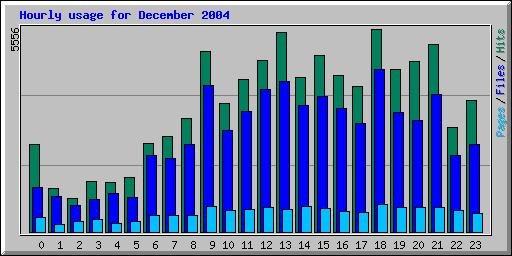 Hourly usage for December 2004
5556
Pages / Files / Hits
0 1 2 3 4 5 6 7 8 9 10 11 12 13 14 15 16 17 18 19 20 21 22 23